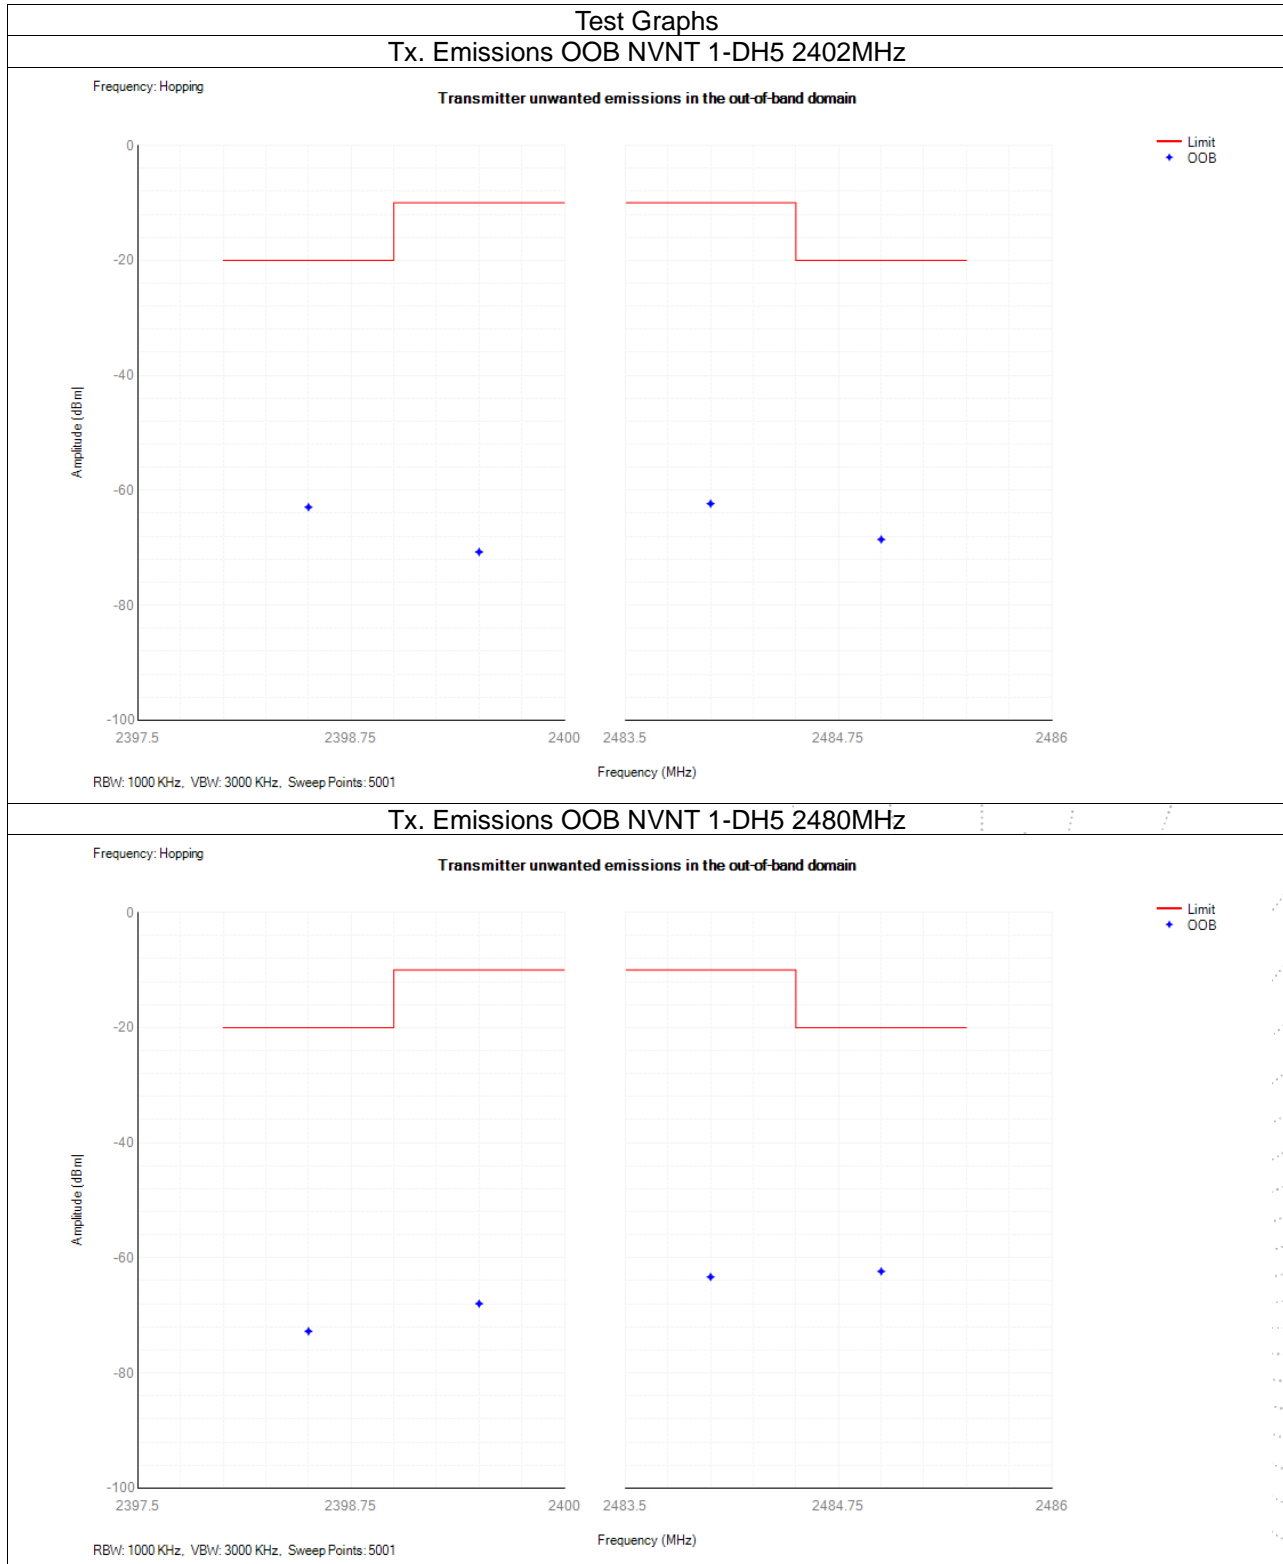 Test Graphs
Tx. Emissions OOB NVNT 1-DH5 2402MHz
Frequency: Hopping
Transmitter unwanted emissions in the out-of-band domain
Limit
OOB
0
-20
-40
-60
-80
-100
Amplitude (dBm)
2397.5 2398.75 2400 2483.5 2484.75 2486
Frequency (MHz)
RBW: 1000 KHz, VBW: 3000 KHz, Sweep Points: 5001
Tx. Emissions OOB NVNT 1-DH5 2480MHz
Frequency: Hopping
Transmitter unwanted emissions in the out-of-band domain
Limit
OOB
0
-20
-40
-60
-80
-100
Amplitude (dBm)
2397.5 2398.75 2400 2483.5 2484.75 2486
Frequency (MHz)
RBW: 1000 KHz, VBW: 3000 KHz, Sweep Points: 5001